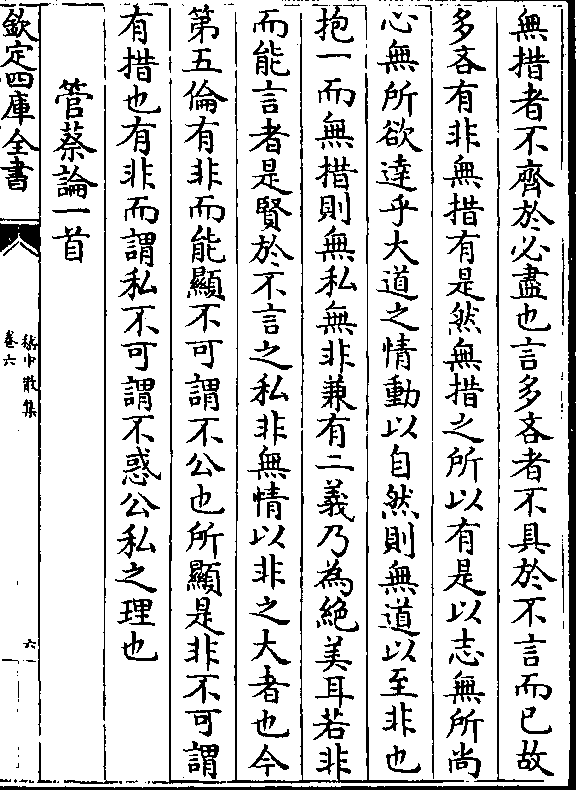 無措者不齊於必盡也言多吝者不具於不言而已故
多吝有非無措有是然無措之所以有是以志無所尚
心無所欲達乎大道之情動以自然則無道以至非也
抱一而無措則無私無非兼有二義乃為絶美耳若非
而能言者是賢於不言之私非無情以非之大者也今
第五倫有非而能顯不可謂不公也所顯是非不可謂
有措也有非而謂私不可謂不惑公私之理也
管蔡論一首
欽定四庫全書
嵇中散集
卷六
六